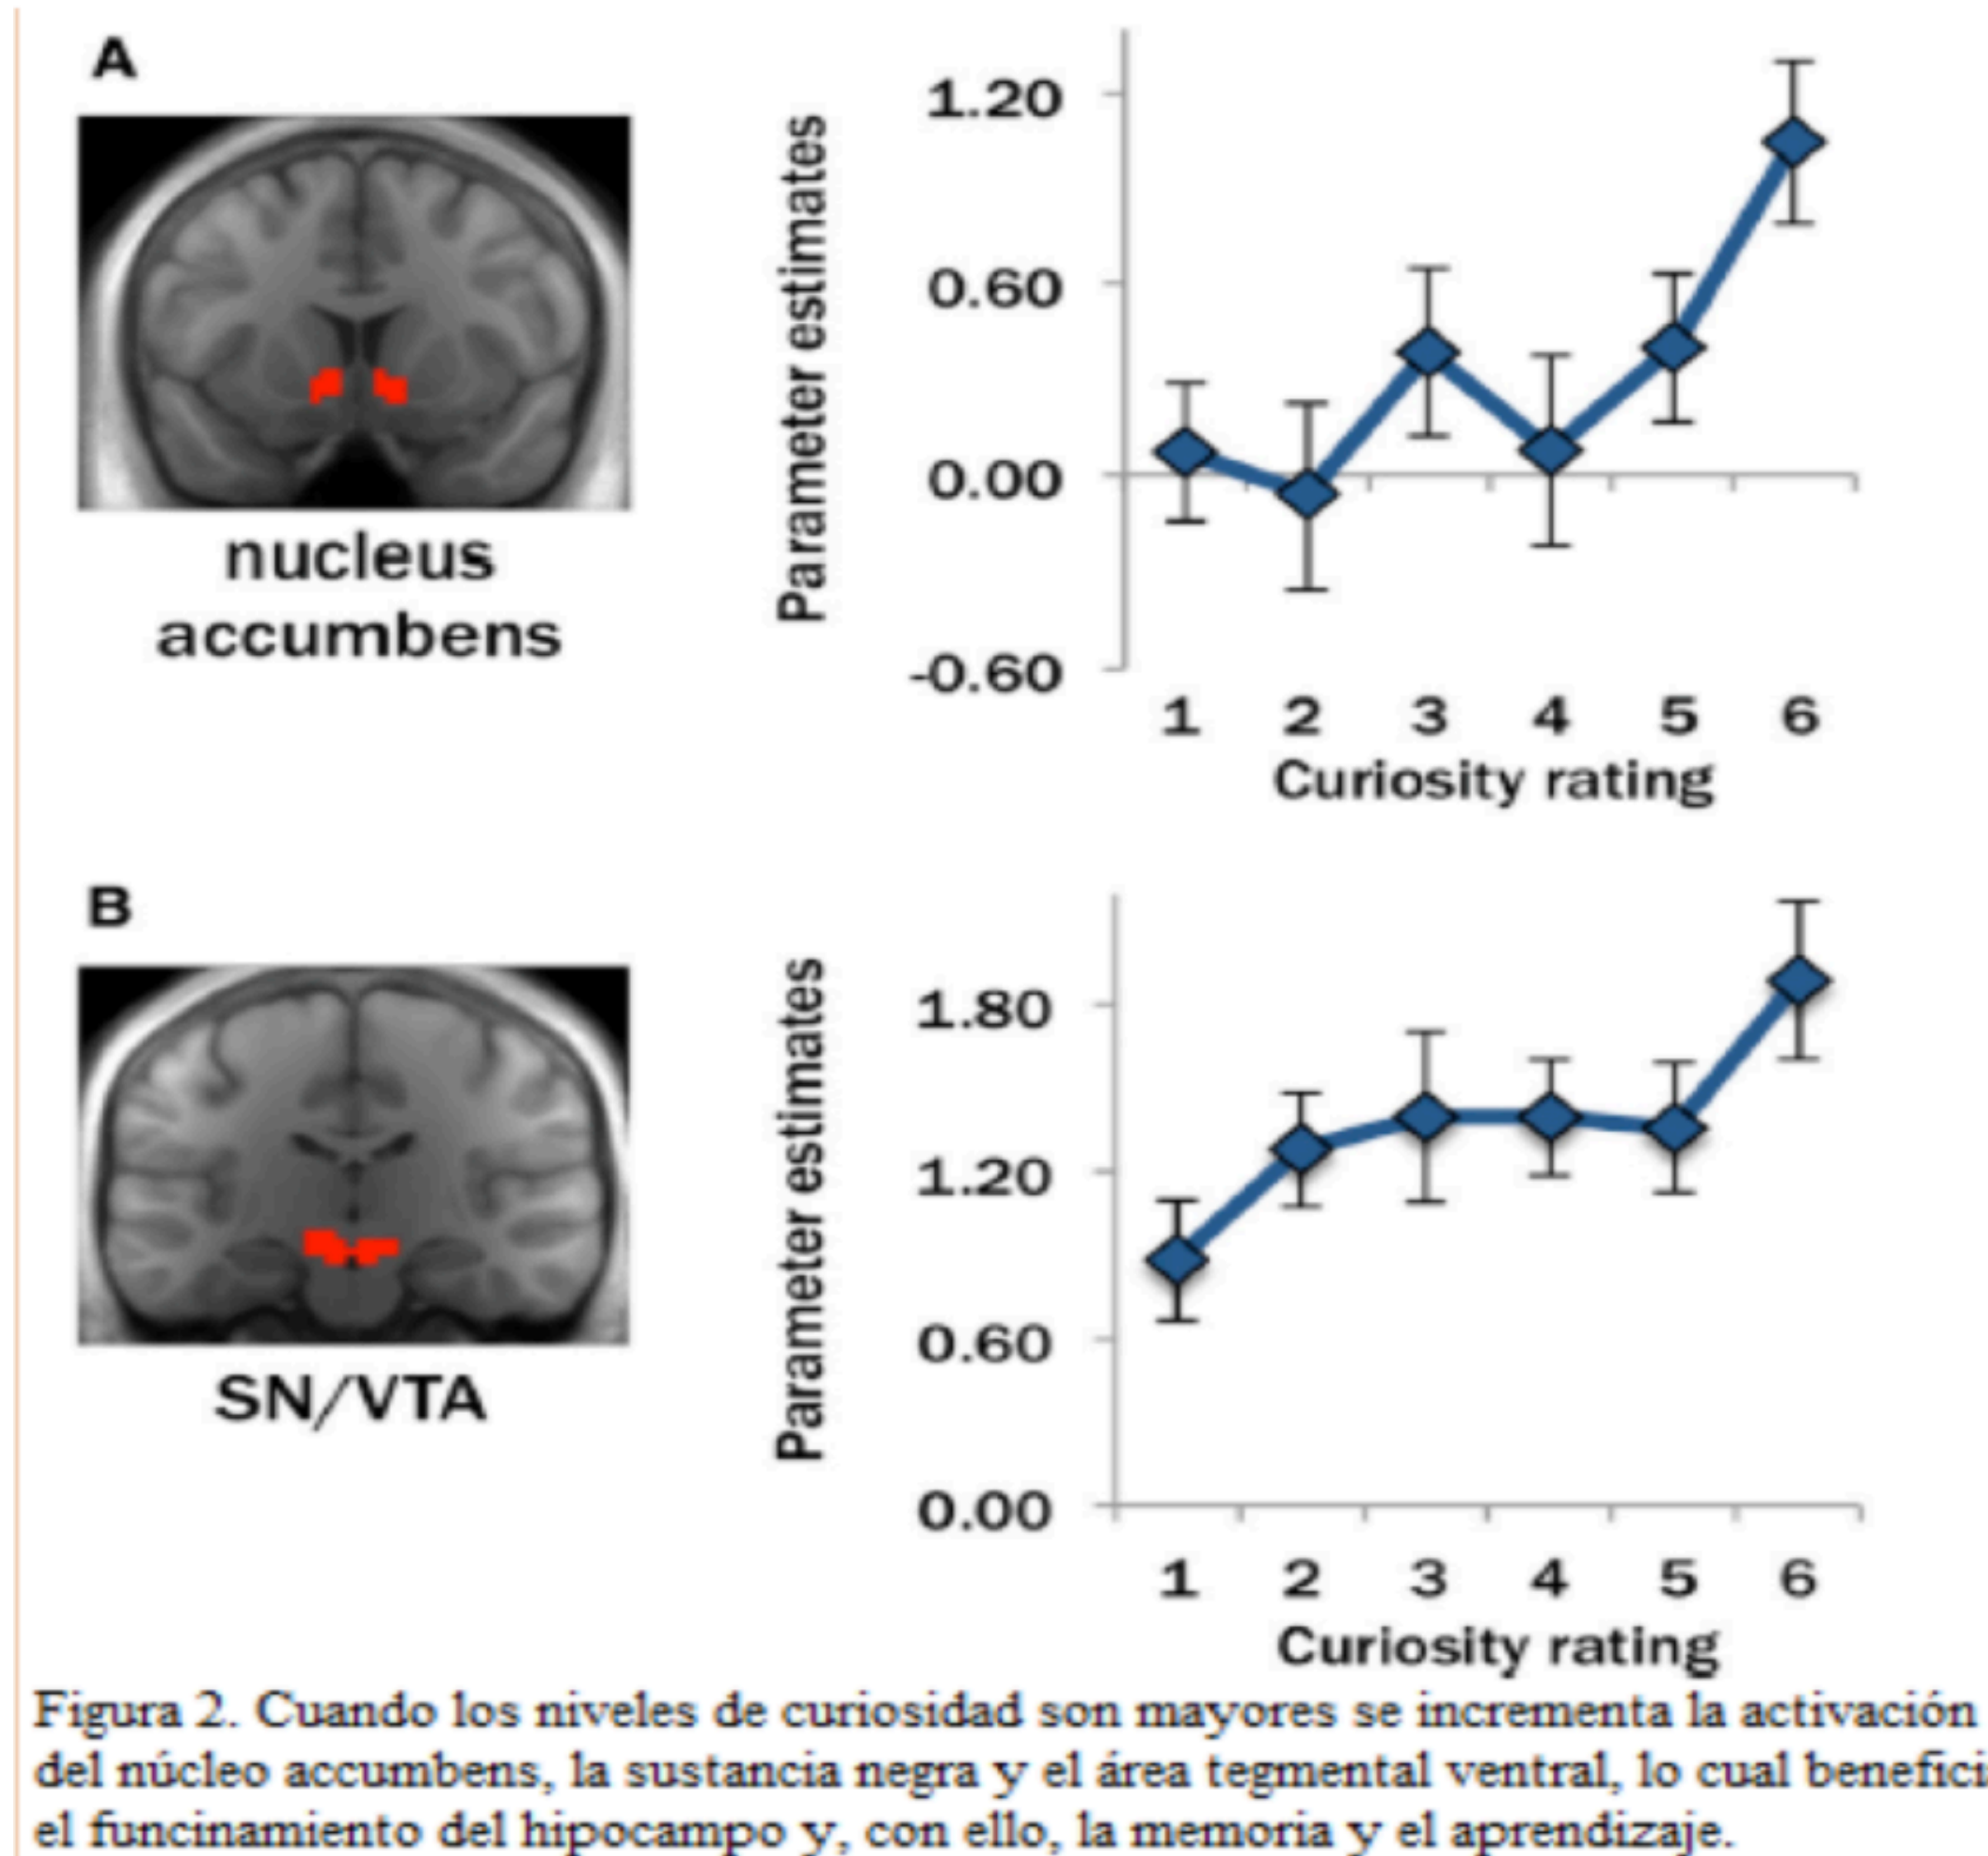 A
nucleus
accumbens
Parameter estimates
1.20
0.60
0.00
-0.60
1 2 3 4 5 6
Curiosity rating
B
SN/VTA
Parameter estimates
1.80
1.20
0.60
0.00
1 2 3 4 5 6
Curiosity rating
Figura 2. Cuando los niveles de curiosidad son mayores se incrementa la activación
del núcleo accumbens, la sustancia negra y el área tegmental ventral, lo cual benefici
el funcinamiento del hipocampo y, con ello, la memoria y el aprendizaje.